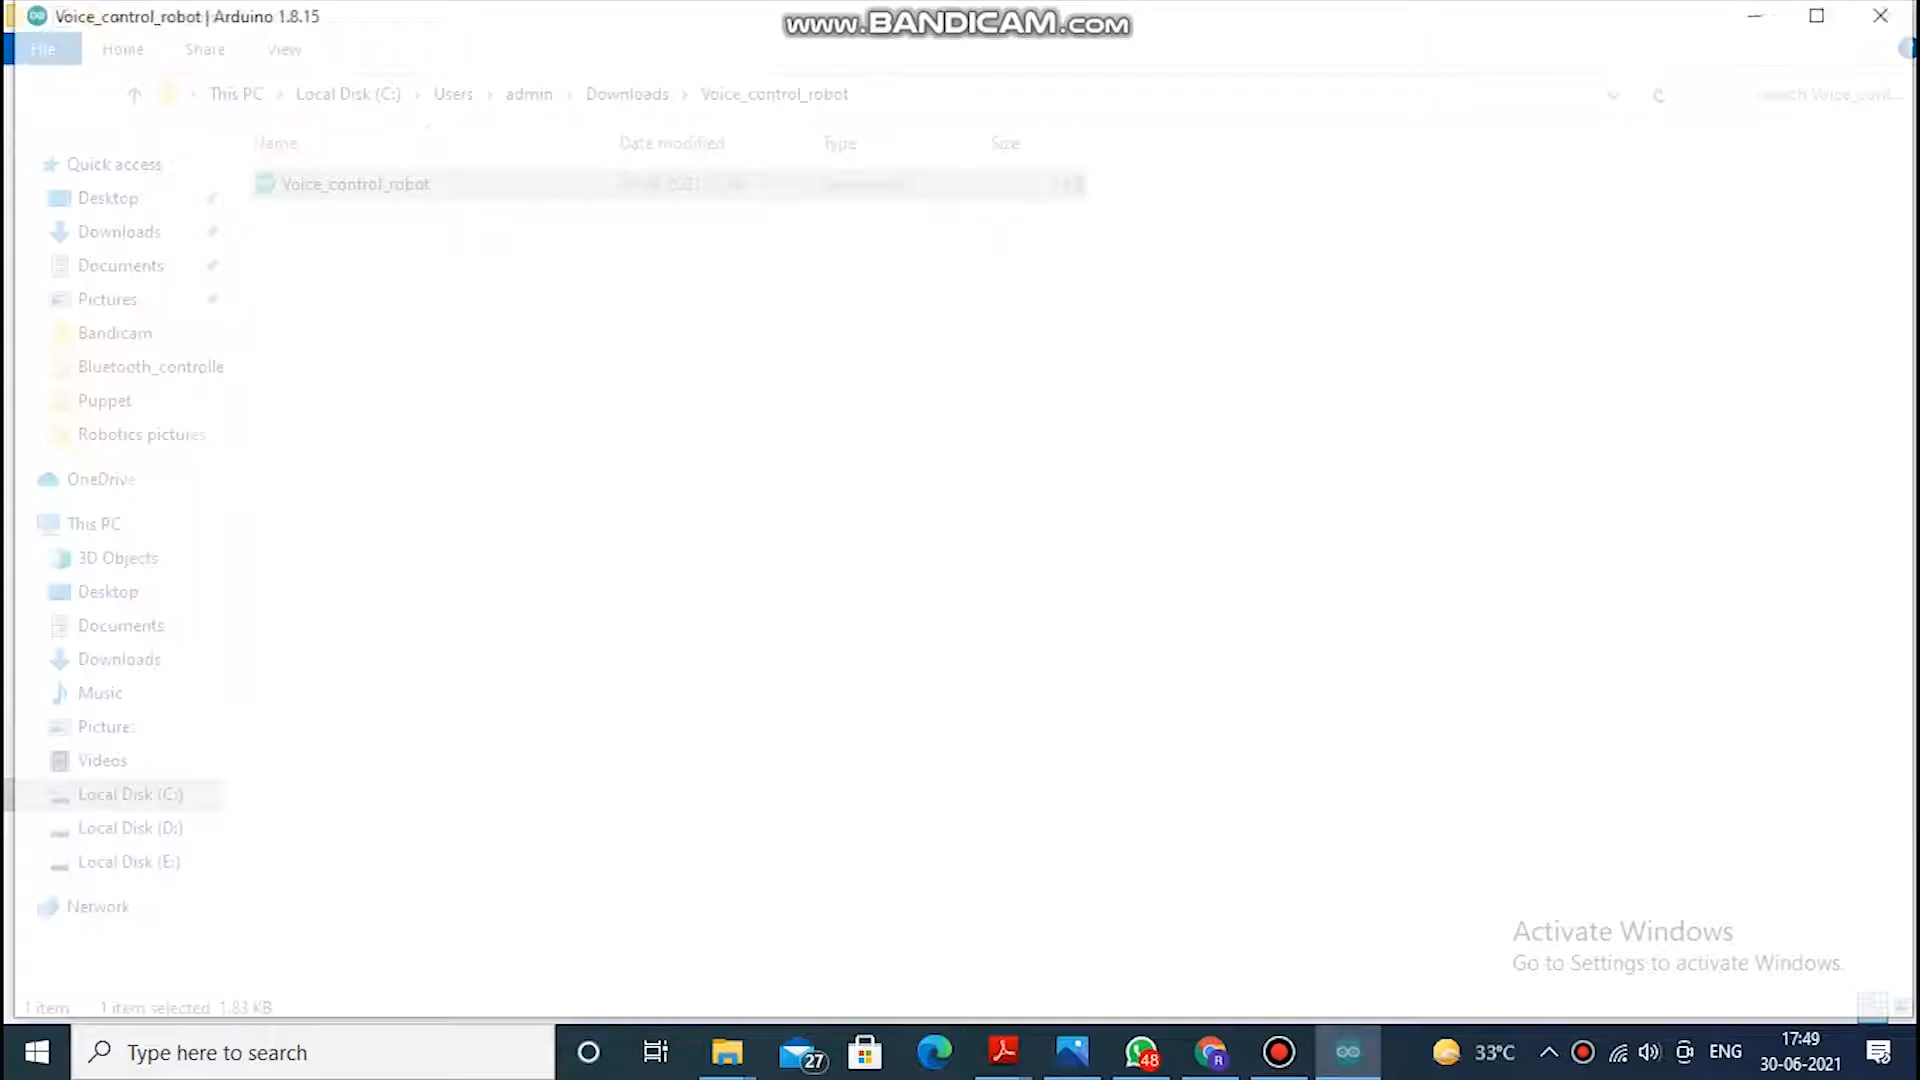 Voice_control_robot | Arduino 1.8.15
www.BANDICAM.com
File Home Share View
This PC Local Disk (C:) Users admin Downloads Voice_control_robot
Search Voice_cont...
Name Date modified Type Size
Voice_control_robot
Quick access
Desktop
Downloads
Documents
Pictures
Bandicam
Bluetooth_controlle
Puppet
Robotics pictures
OneDrive
This PC
3D Objects
Desktop
Documents
Downloads
Music
Pictures
Videos
Local Disk (C:)
Local Disk (D:)
Local Disk (E:)
Network
Activate Windows
Go to Settings to activate Windows.
1 item 1 item selected 1.83 KB
Type here to search
27
48
R
33°C
ENG
17:49
30-06-2021